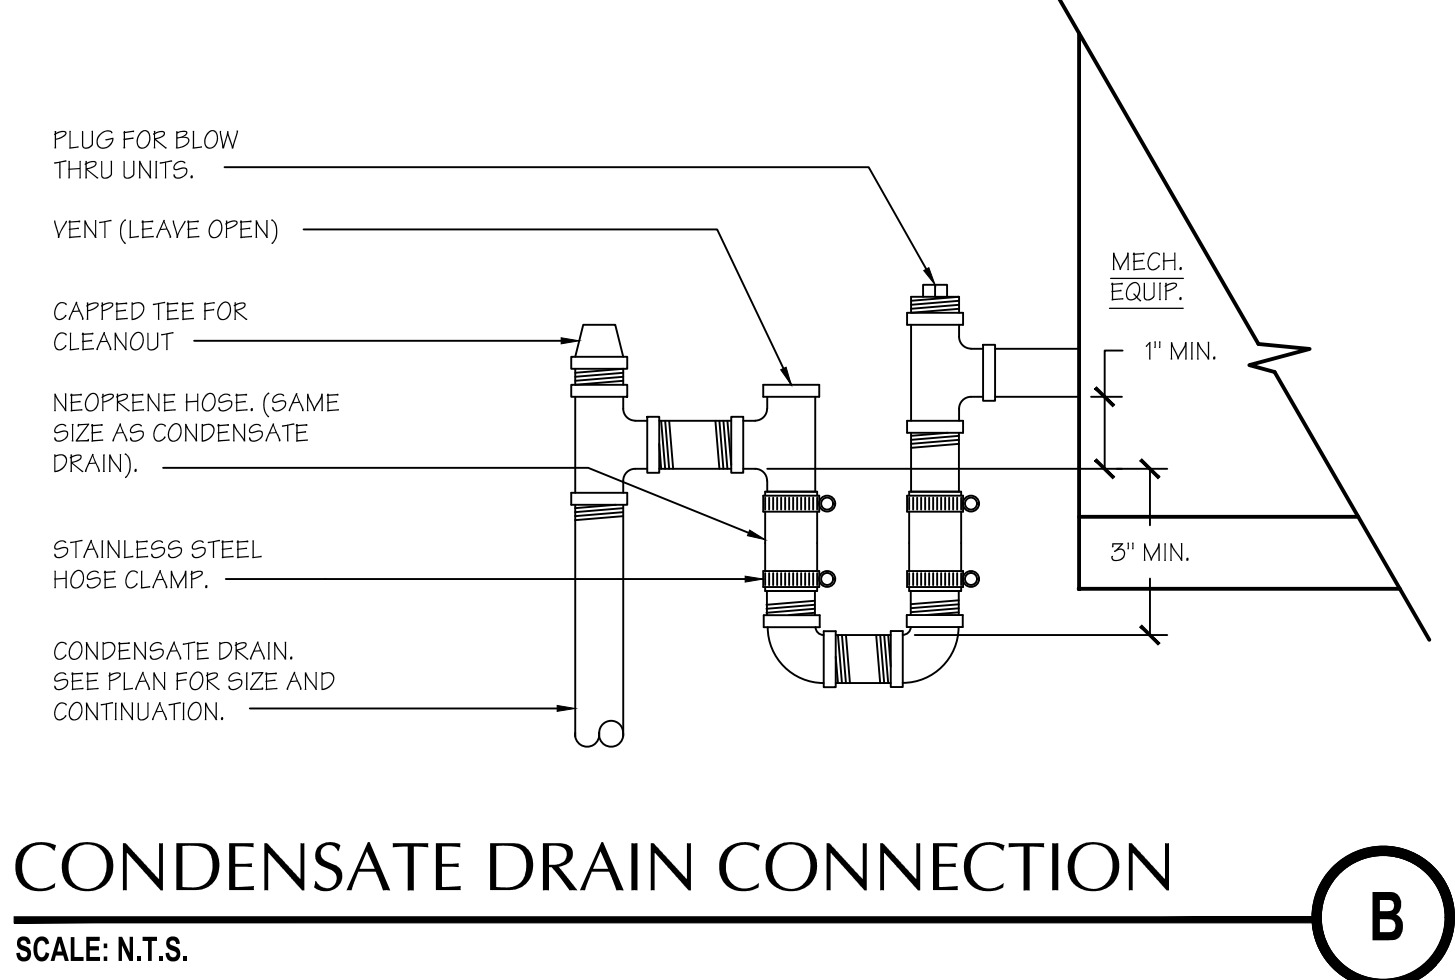 PLUG FOR BLOW
THRU UNITS.
VENT (LEAVE OPEN)
CAPPED TEE FOR
CLEANOUT
NEOPRENE HOSE. (SAME
SIZE AS CONDENSATE
DRAIN).
STAINLESS STEEL
HOSE CLAMP.
CONDENSATE DRAIN.
SEE PLAN FOR SIZE AND
CONTINUATION.
MECH.
EQUIP.
1" MIN.
3" MIN.
CONDENSATE DRAIN CONNECTION
B
SCALE: N.T.S.